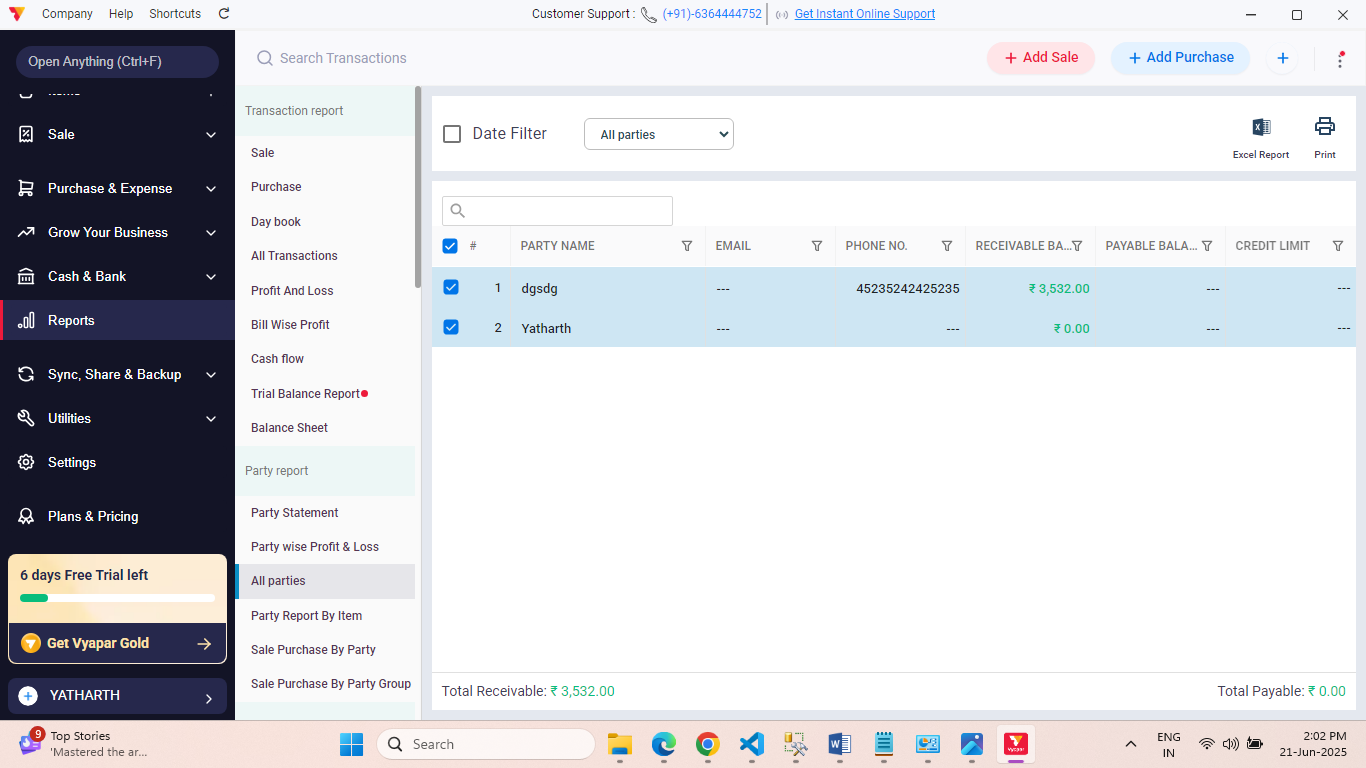 Company Help Shortcuts
Customer Support : (+91)-6364444752 Get Instant Online Support
Open Anything (Ctrl+F)
Search Transactions
+ Add Sale
+ Add Purchase
Sale
Purchase & Expense
Grow Your Business
Cash & Bank
Reports
Sync, Share & Backup
Utilities
Settings
Plans & Pricing
6 days Free Trial left
Get Vyapar Gold
YATHARTH
Transaction report
Sale
Purchase
Day book
All Transactions
Profit And Loss
Bill Wise Profit
Cash flow
Trial Balance Report
Balance Sheet
Party report
Party Statement
Party wise Profit & Loss
All parties
Party Report By Item
Sale Purchase By Party
Sale Purchase By Party Group
Date Filter
All parties
Excel Report
Print
# PARTY NAME EMAIL PHONE NO. RECEIVABLE BA... PAYABLE BALA... CREDIT LIMIT
1 dgsdg --- 45235242425235 ₹ 3,532.00 --- ---
2 Yatharth --- --- ₹ 0.00 --- ---
Total Receivable: ₹ 3,532.00
Total Payable: ₹ 0.00
9
Top Stories
'Mastered the ar...
Search
Vyapar
ENG
IN
2:02 PM
21-Jun-2025